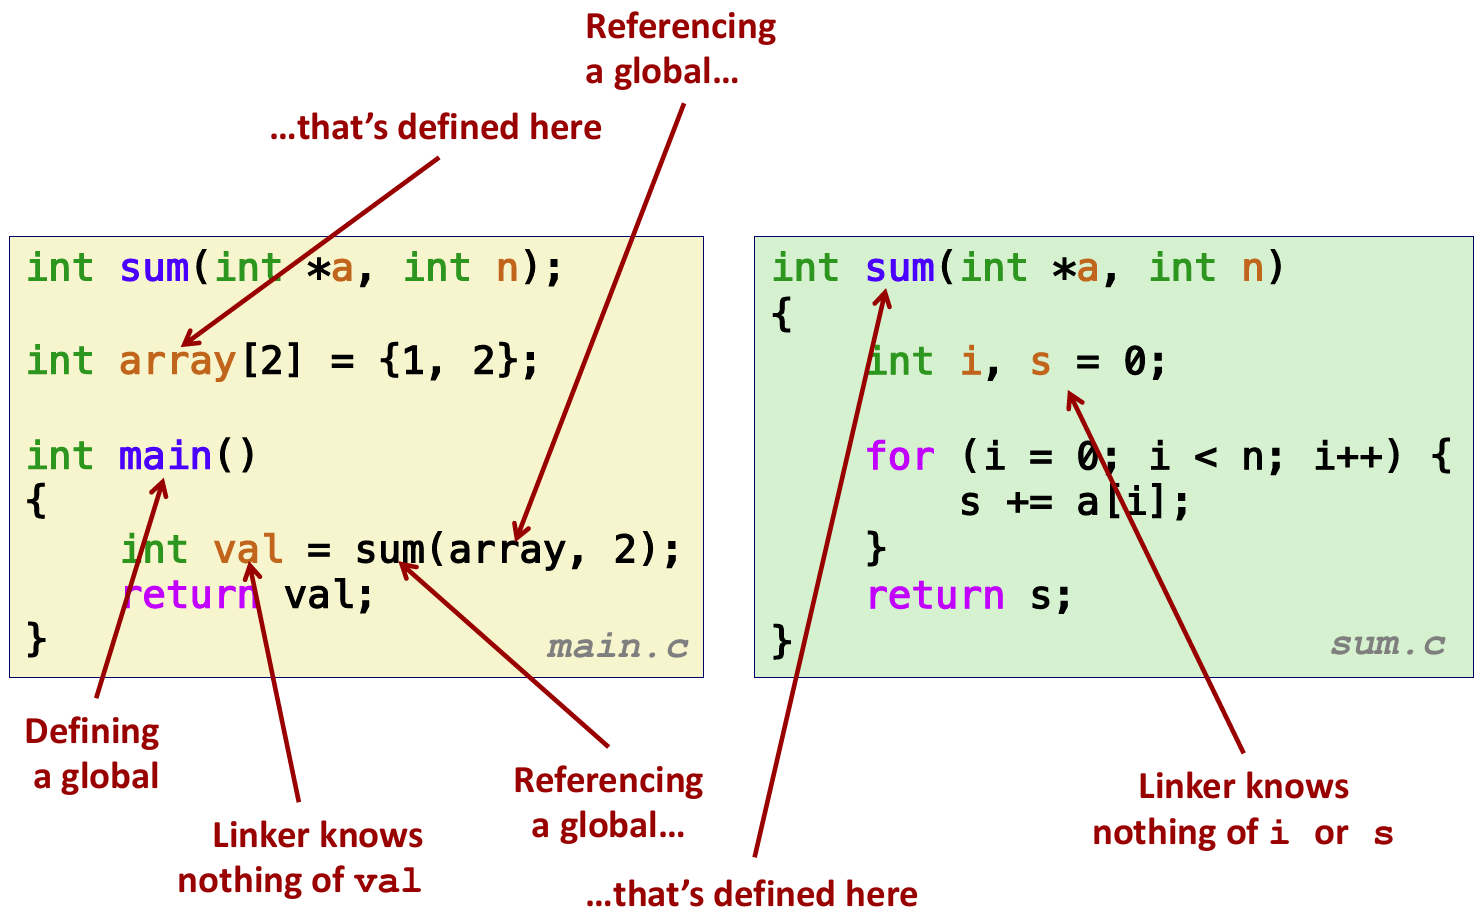 Referencing
a global…
…that’s defined here
int sum(int *a, int n);
int array[2] = {1, 2};
int main()
{
    int val = sum(array, 2);
    return val;
}
main.c
int sum(int *a, int n)
{
    int i, s = 0;
    for (i = 0; i < n; i++) {
        s += a[i];
    }
    return s;
}
sum.c
Defining
a global
Linker knows
nothing of val
Referencing
a global…
…that’s defined here
Linker knows
nothing of i or s